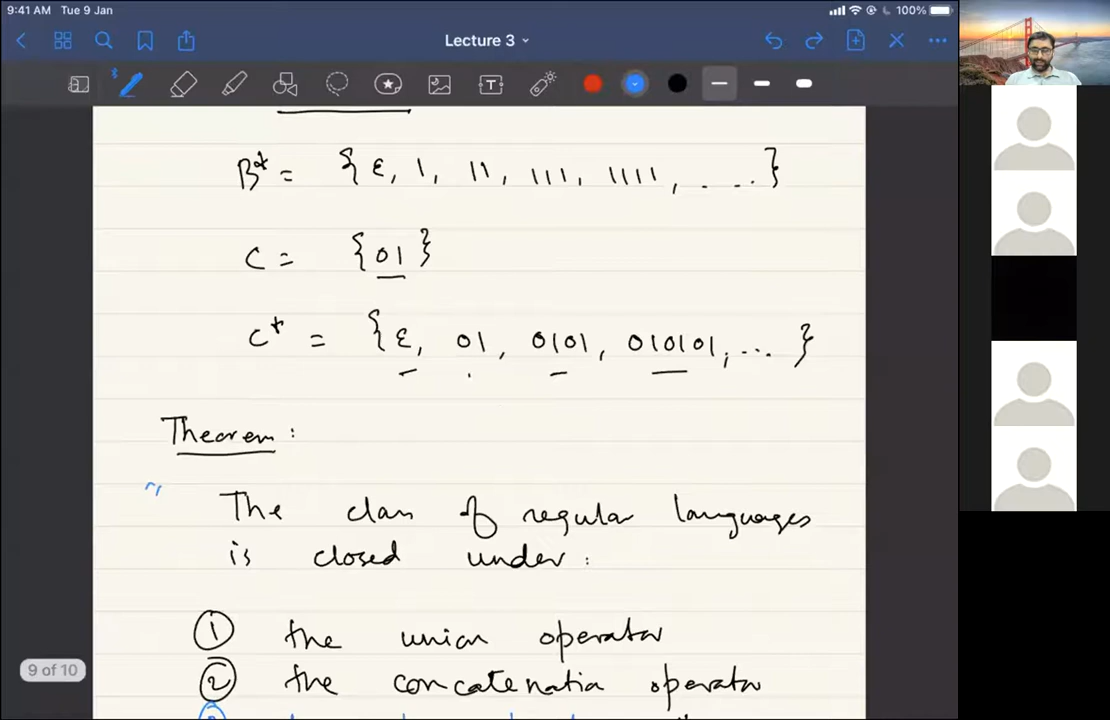 9:41 AM Tue 9 Jan
100%
Lecture 3
B* = {ε, 1, 11, 111, 1111, . ...}
C = {01}
C* = {ε, 01, 0101, 010101, ... }
Theorem :
The class of regular languages
is closed under :
① the union operator
9 of 10
② the concatenation operator